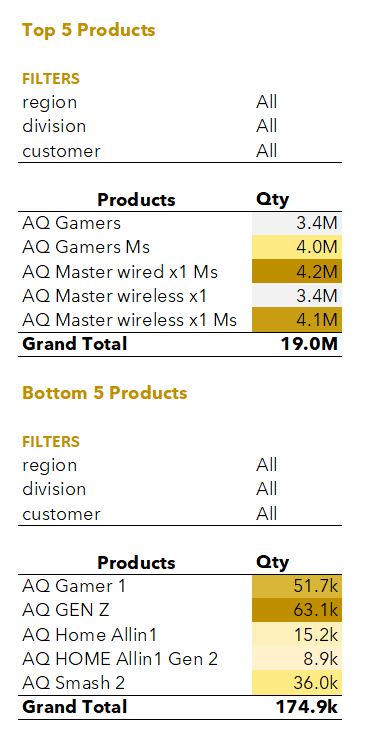 Top 5 Products
FILTERS
region All
division All
customer All
Products Qty
AQ Gamers 3.4M
AQ Gamers Ms 4.0M
AQ Master wired x1 Ms 4.2M
AQ Master wireless x1 3.4M
AQ Master wireless x1 Ms 4.1M
Grand Total 19.0M
Bottom 5 Products
FILTERS
region All
division All
customer All
Products Qty
AQ Gamer 1 51.7k
AQ GEN Z 63.1k
AQ Home Allin1 15.2k
AQ HOME Allin1 Gen 2 8.9k
AQ Smash 2 36.0k
Grand Total 174.9k